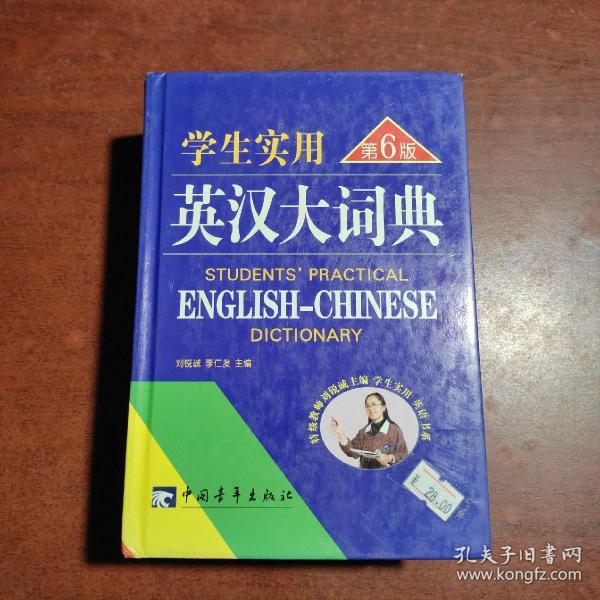 学生实用
第6版
英汉大词典
STUDENTS' PRACTICAL
ENGLISH-CHINESE
DICTIONARY
刘锐诚 李仁发 主编
特级教师刘锐诚主编 学生实用 英语书系
¥ 28.00
中国青年出版社
孔夫子旧书网
www.kongfz.com